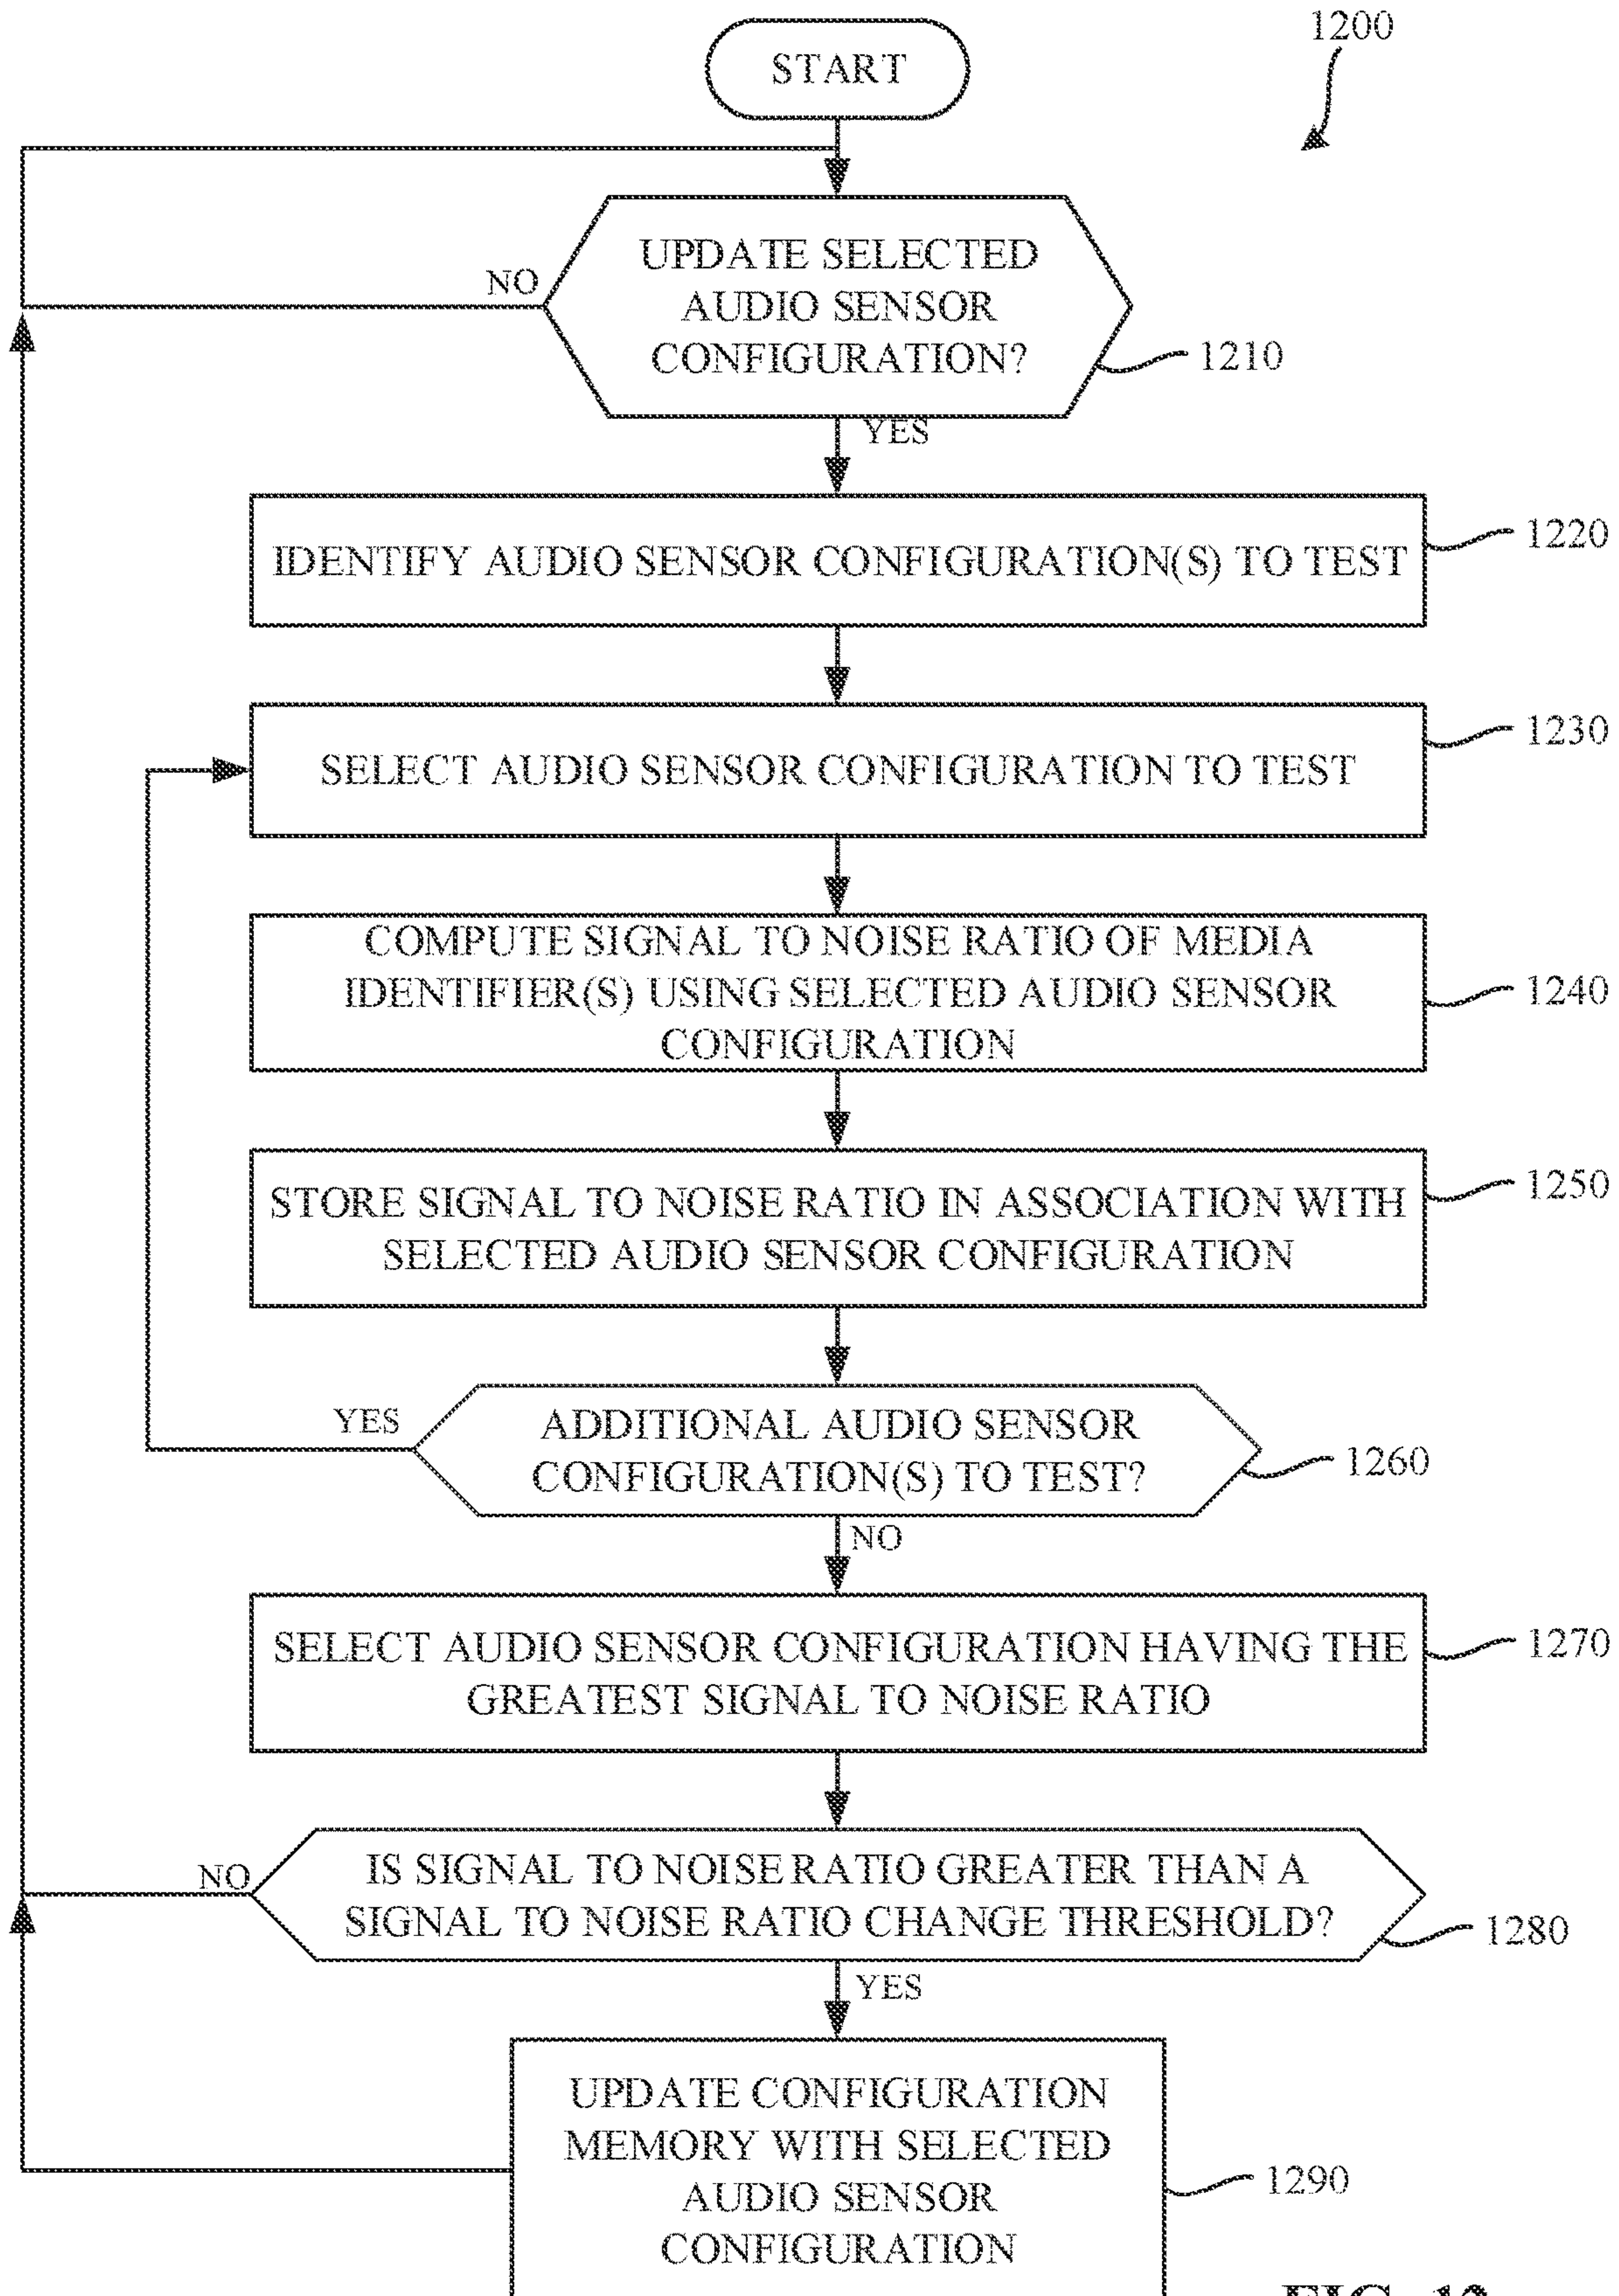 1200
START
UPDATE SELECTED
AUDIO SENSOR
CONFIGURATION?
NO
1210
YES
IDENTIFY AUDIO SENSOR CONFIGURATION(S) TO TEST
1220
SELECT AUDIO SENSOR CONFIGURATION TO TEST
1230
COMPUTE SIGNAL TO NOISE RATIO OF MEDIA
IDENTIFIER(S) USING SELECTED AUDIO SENSOR
CONFIGURATION
1240
STORE SIGNAL TO NOISE RATIO IN ASSOCIATION WITH
SELECTED AUDIO SENSOR CONFIGURATION
1250
YES
ADDITIONAL AUDIO SENSOR
CONFIGURATION(S) TO TEST?
1260
NO
SELECT AUDIO SENSOR CONFIGURATION HAVING THE
GREATEST SIGNAL TO NOISE RATIO
1270
NO
IS SIGNAL TO NOISE RATIO GREATER THAN A
SIGNAL TO NOISE RATIO CHANGE THRESHOLD?
1280
YES
UPDATE CONFIGURATION
MEMORY WITH SELECTED
AUDIO SENSOR
CONFIGURATION
1290